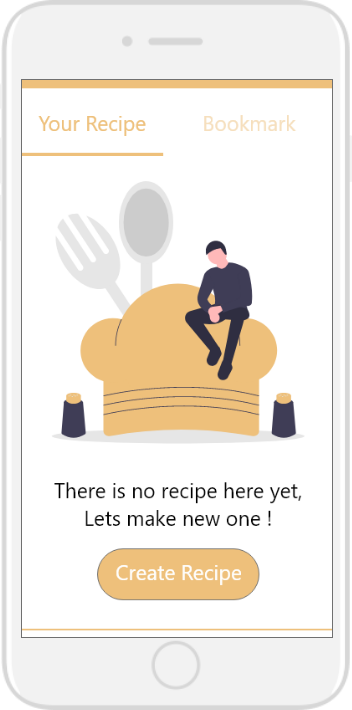 Your Recipe
Bookmark
There is no recipe here yet,
Lets make new one !
Create Recipe